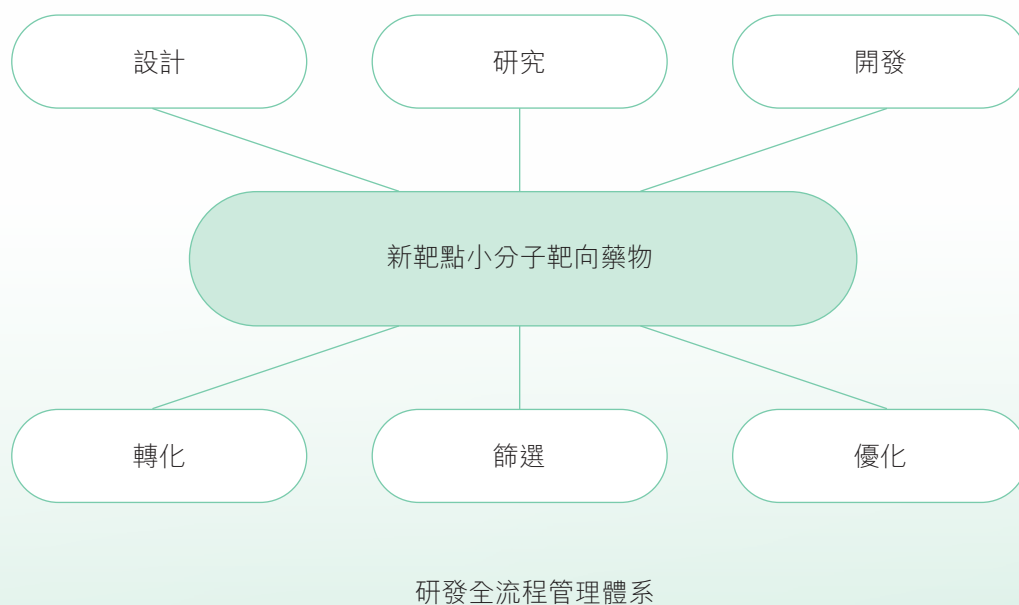 設計
研究
開發
新靶點小分子靶向藥物
轉化
篩選
優化
研發全流程管理體系